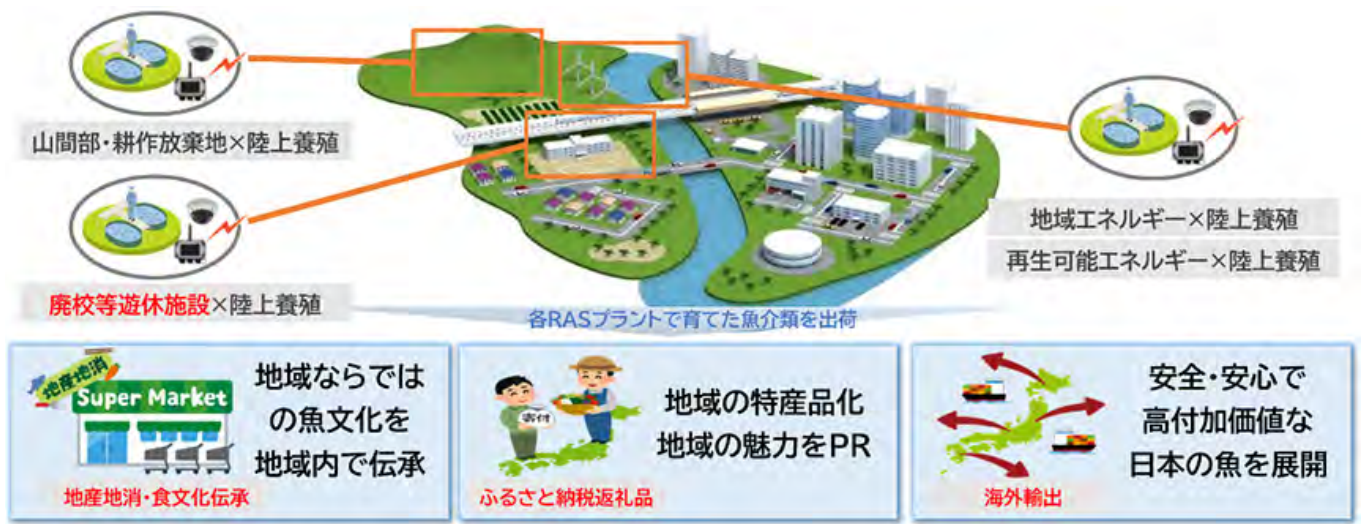 山間部・耕作放棄地×陸上養殖
廃校等遊休施設×陸上養殖
地域エネルギー×陸上養殖
再生可能エネルギー×陸上養殖
各RASプラントで育てた魚介類を出荷
地産地消
Super Market
地域ならでは
の魚文化を
地域内で伝承
地産地消・食文化伝承
寄付
地域の特産品化
地域の魅力をPR
ふるさと納税返礼品
安全・安心で
高付加価値な
日本の魚を展開
海外輸出